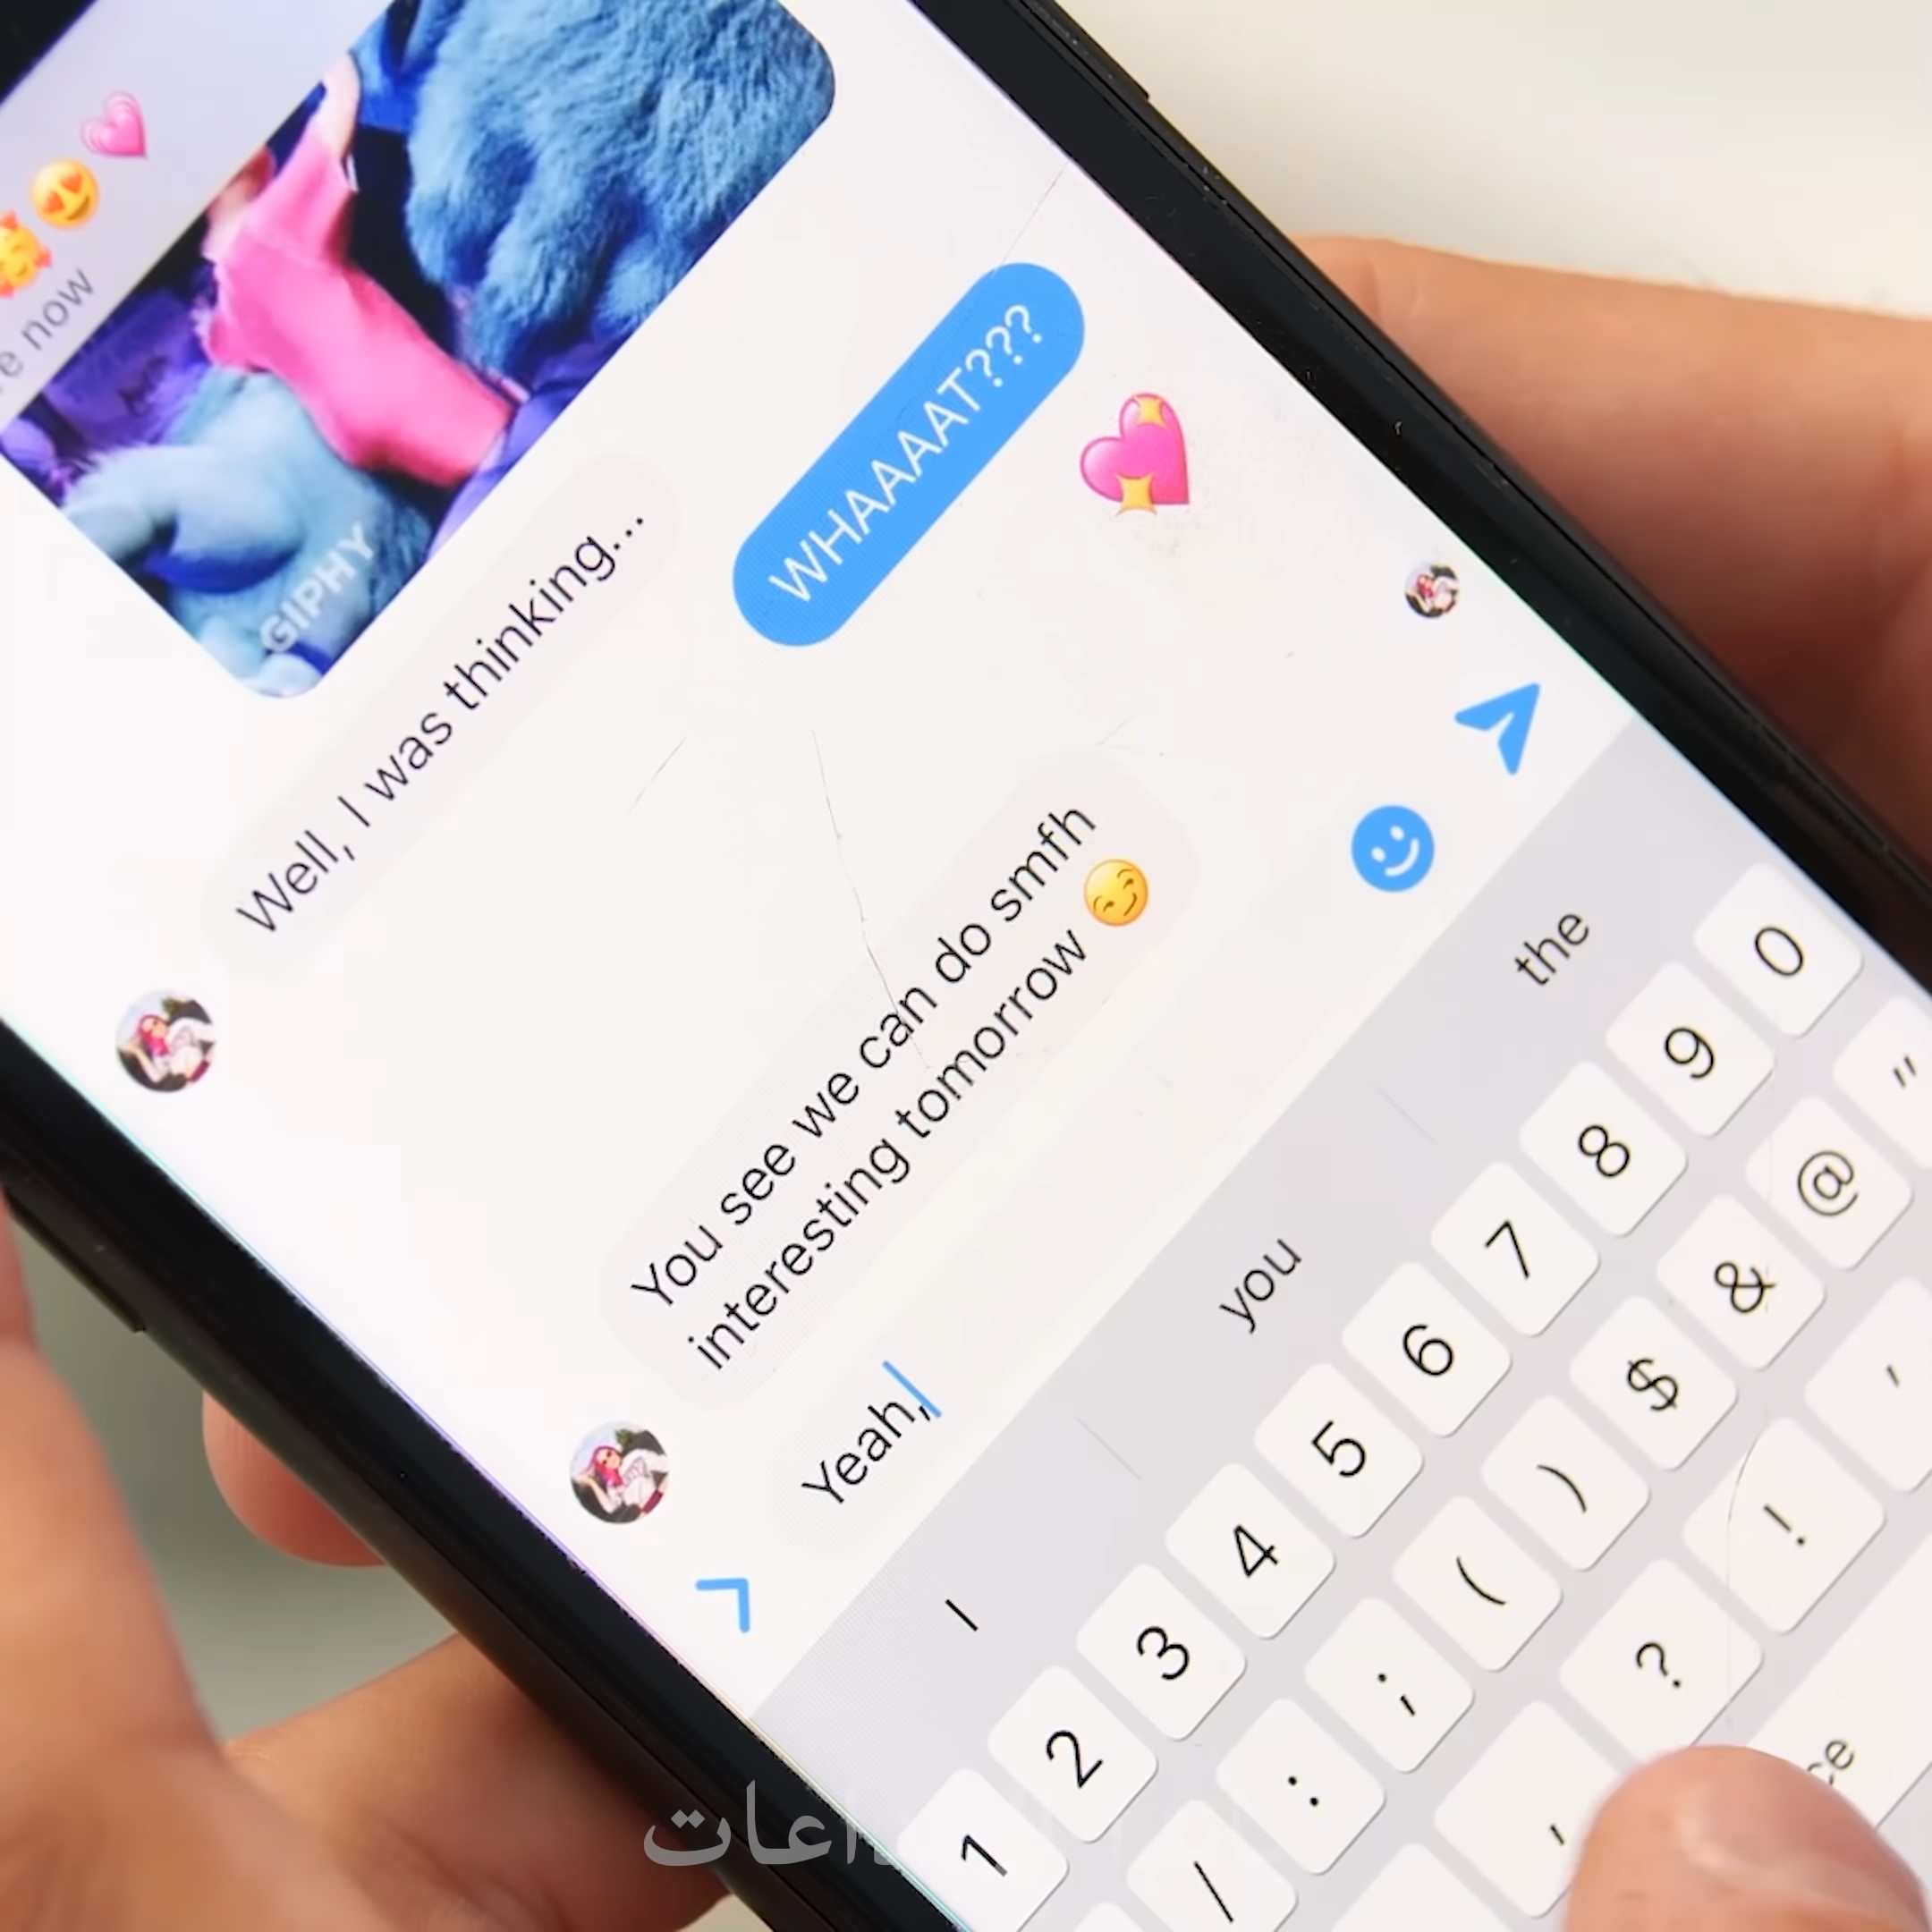 GIPHY
WHAAAAT???
Well, I was thinking...
You see we can do smfh
interesting tomorrow
Yeah,
I
you
the
1
2
3
4
5
6
7
8
9
0
/
:
;
(
)
$
&
@
"
,
?
!
'
now